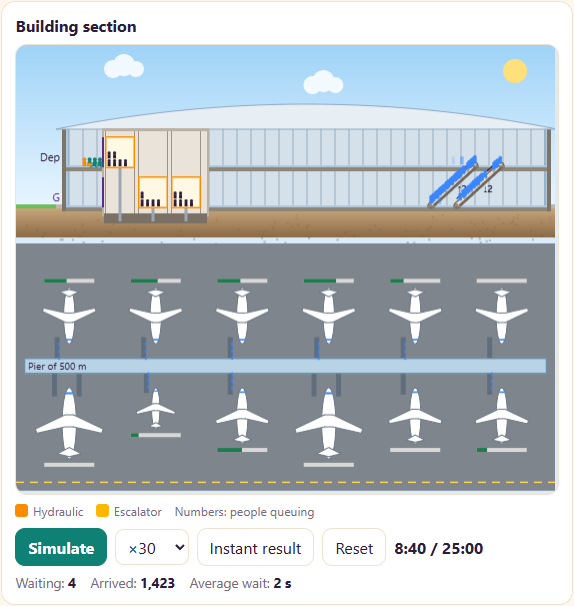 Building section
Dep
G
12
12
Pier of 500 m
Hydraulic Escalator Numbers: people queuing
Simulate ×30 Instant result Reset 8:40 / 25:00
Waiting: 4 Arrived: 1,423 Average wait: 2 s